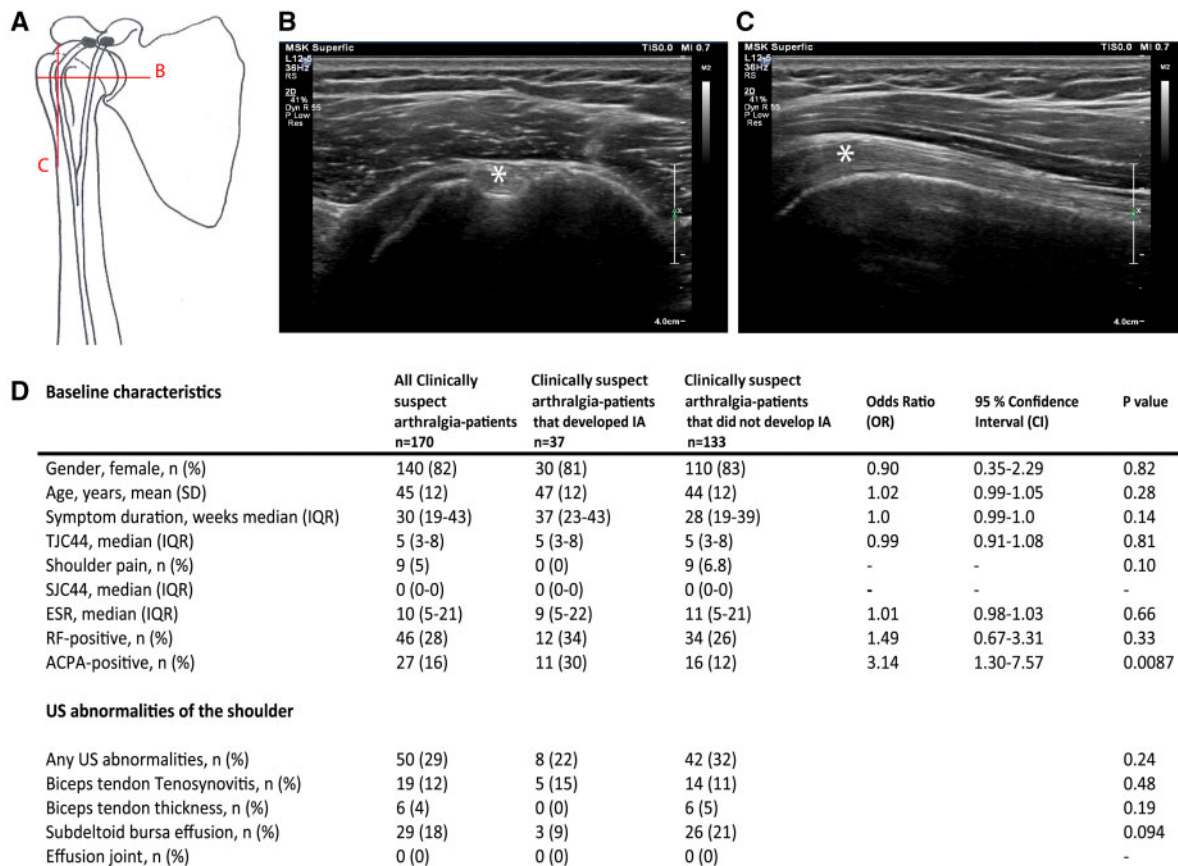 A
B
C
B
C
MSK Superfic
TIS0.0 MI 0.7
L12-5
36Hz
RS
2D
41%
Dyn R 55
P Low
Res
M2
*
x
4.0cm
MSK Superfic
TIS0.0 MI 0.7
L12-5
36Hz
RS
2D
41%
Dyn R 55
P Low
Res
M2
*
x
4.0cm
D Baseline characteristics All Clinically suspect arthralgia-patients n=170 Clinically suspect arthralgia-patients that developed IA n=37 Clinically suspect arthralgia-patients that did not develop IA n=133 Odds Ratio (OR) 95 % Confidence Interval (CI) P value
Gender, female, n (%) 140 (82) 30 (81) 110 (83) 0.90 0.35-2.29 0.82
Age, years, mean (SD) 45 (12) 47 (12) 44 (12) 1.02 0.99-1.05 0.28
Symptom duration, weeks median (IQR) 30 (19-43) 37 (23-43) 28 (19-39) 1.0 0.99-1.0 0.14
TJC44, median (IQR) 5 (3-8) 5 (3-8) 5 (3-8) 0.99 0.91-1.08 0.81
Shoulder pain, n (%) 9 (5) 0 (0) 9 (6.8) - - 0.10
SJC44, median (IQR) 0 (0-0) 0 (0-0) 0 (0-0) - - -
ESR, median (IQR) 10 (5-21) 9 (5-22) 11 (5-21) 1.01 0.98-1.03 0.66
RF-positive, n (%) 46 (28) 12 (34) 34 (26) 1.49 0.67-3.31 0.33
ACPA-positive, n (%) 27 (16) 11 (30) 16 (12) 3.14 1.30-7.57 0.0087
US abnormalities of the shoulder
Any US abnormalities, n (%) 50 (29) 8 (22) 42 (32) 0.24
Biceps tendon Tenosynovitis, n (%) 19 (12) 5 (15) 14 (11) 0.48
Biceps tendon thickness, n (%) 6 (4) 0 (0) 6 (5) 0.19
Subdeltoid bursa effusion, n (%) 29 (18) 3 (9) 26 (21) 0.094
Effusion joint, n (%) 0 (0) 0 (0) 0 (0) -